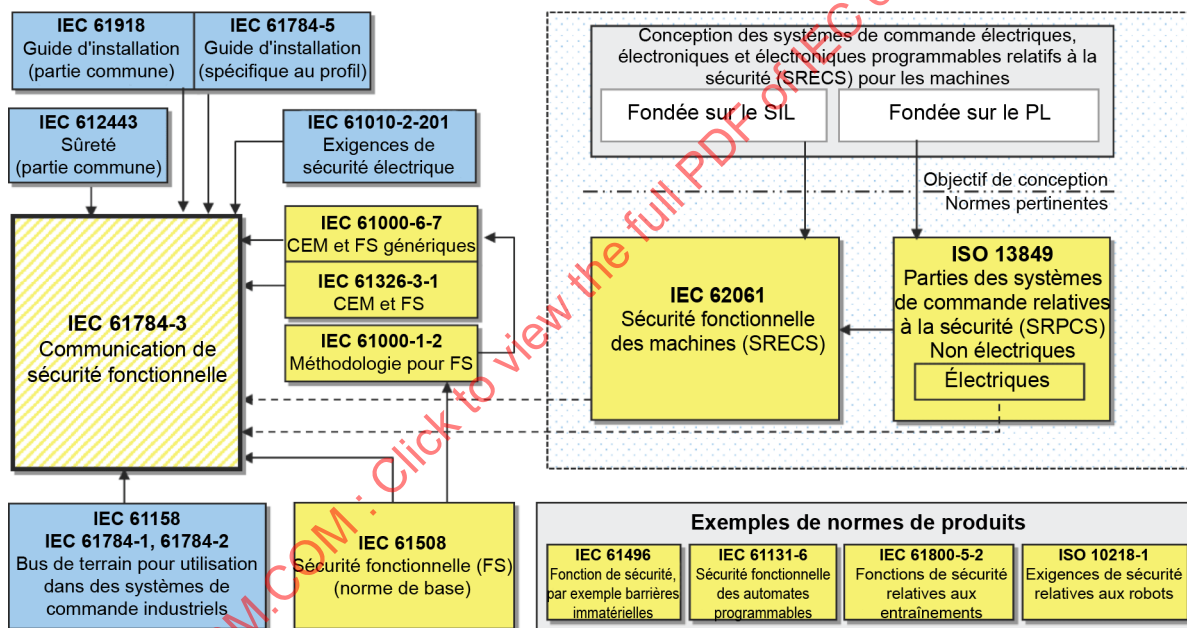 IEC 61918
Guide d'installation
(partie commune)
IEC 61784-5
Guide d'installation
(spécifique au profil)
IEC 612443
Sûreté
(partie commune)
IEC 61010-2-201
Exigences de
sécurité électrique
IEC 61000-6-7
CEM et FS génériques
IEC 61326-3-1
CEM et FS
IEC 61000-1-2
Méthodologie pour FS
IEC 61784-3
Communication de
sécurité fonctionnelle
IEC 61158
IEC 61784-1, 61784-2
Bus de terrain pour utilisation
dans des systèmes de
commande industriels
IEC 61508
Sécurité fonctionnelle (FS)
(norme de base)
Conception des systèmes de commande électriques,
électroniques et électroniques programmables relatifs à la
sécurité (SRECS) pour les machines
Fondée sur le SIL
Fondée sur le PL
Objectif de conception
Normes pertinentes
IEC 62061
Sécurité fonctionnelle
des machines (SRECS)
ISO 13849
Parties des systèmes
de commande relatives
à la sécurité (SRPCS)
Non électriques
Électriques
Exemples de normes de produits
IEC 61496
Fonction de sécurité,
par exemple barrières
immatérielles
IEC 61131-6
Sécurité fonctionnelle
des automates
programmables
IEC 61800-5-2
Fonctions de sécurité
relatives aux
entraînements
ISO 10218-1
Exigences de sécurité
relatives aux robots
M.COM : Click to view the full PDF of IEC